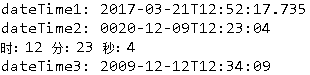 dateTime1: 2017-03-21T12:52:17.735
dateTime2: 0020-12-09T12:23:04
时：12 分：23 秒：4
dateTime3: 2009-12-12T12:34:09